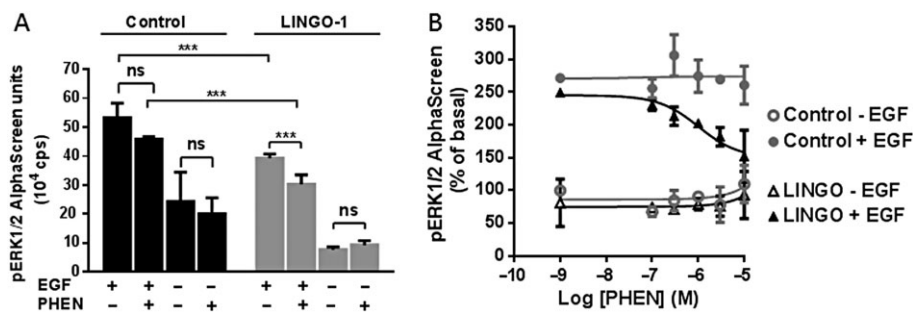 A
Control
LINGO-1
***
ns
***
ns
***
ns
pERK1/2 AlphaScreen units
(10⁴ cps)
70
60
50
40
30
20
10
0
EGF + + − − + + − −
PHEN − + − + − + − +
B
pERK1/2 AlphaScreen
(% of basal)
350
300
250
200
150
100
50
0
−10 −9 −8 −7 −6 −5
Log [PHEN] (M)
Control - EGF
Control + EGF
LINGO - EGF
LINGO + EGF